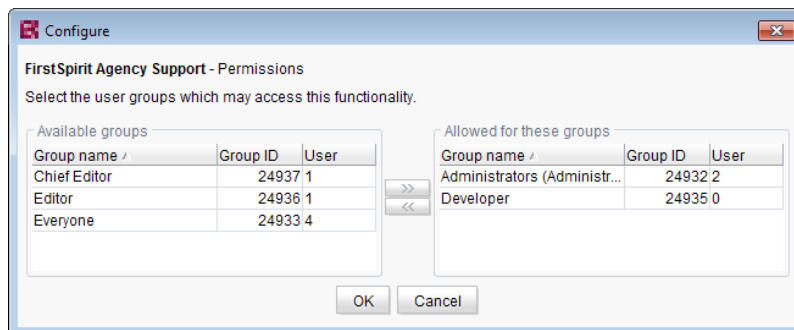 Configure
FirstSpirit Agency Support - Permissions
Select the user groups which may access this functionality.
Available groups
Group name Group ID User
Chief Editor 24937 1
Editor 24936 1
Everyone 24933 4
>>
<<
Allowed for these groups
Group name Group ID User
Administrators (Administr... 24932 2
Developer 24935 0
OK Cancel